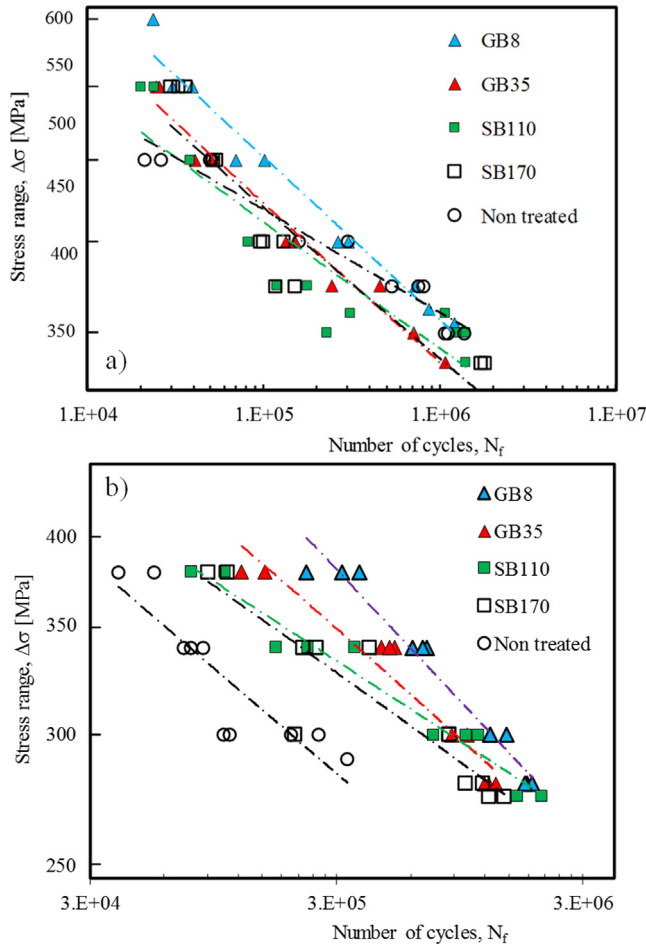 600
550
500
450
400
350
Stress range, Δσ [MPa]
GB8
GB35
SB110
SB170
Non treated
a)
1.E+04
1.E+05
1.E+06
1.E+07
Number of cycles, N_f
b)
400
350
300
250
Stress range, Δσ [MPa]
GB8
GB35
SB110
SB170
Non treated
3.E+04
3.E+05
3.E+06
Number of cycles, N_f